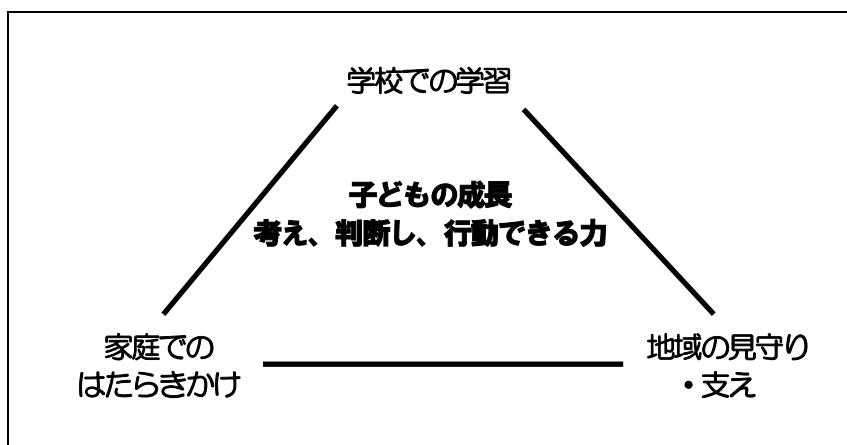 学校での学習
子どもの成長
考え、判断し、行動できる力
家庭での
はたらきかけ
地域の見守り
・支え